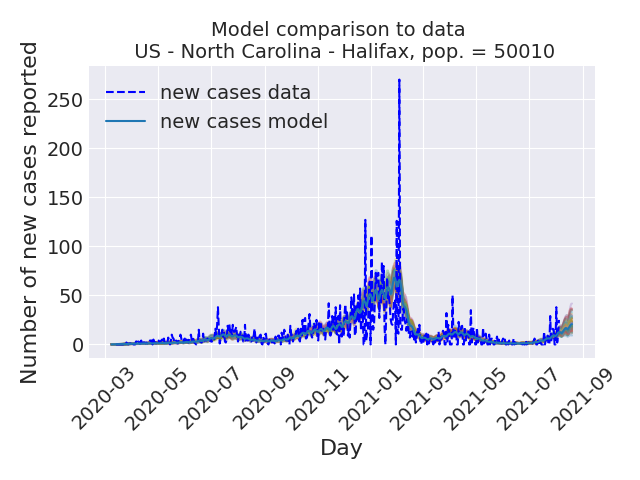 Model comparison to data
US - North Carolina - Halifax, pop. = 50010
Number of new cases reported
250
200
150
100
50
0
new cases data
new cases model
2020-03
2020-05
2020-07
2020-09
2020-11
2021-01
2021-03
2021-05
2021-07
2021-09
Day